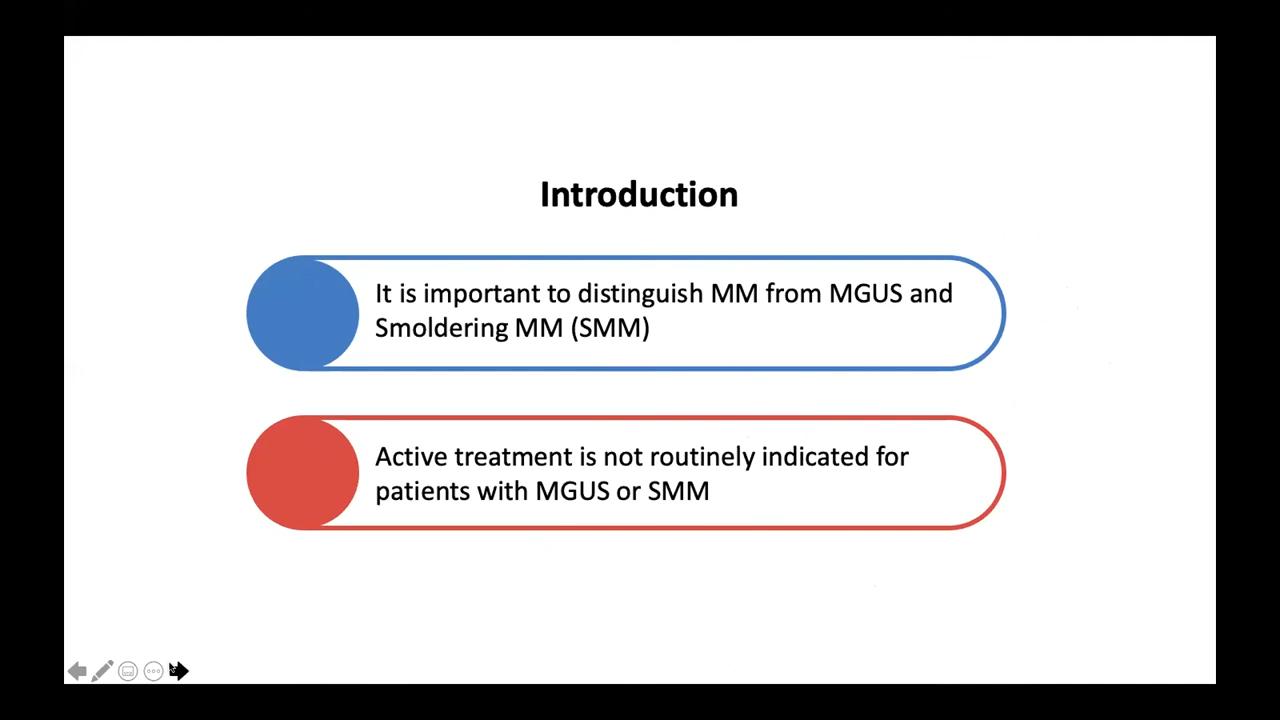 Introduction
It is important to distinguish MM from MGUS and
Smoldering MM (SMM)
Active treatment is not routinely indicated for
patients with MGUS or SMM